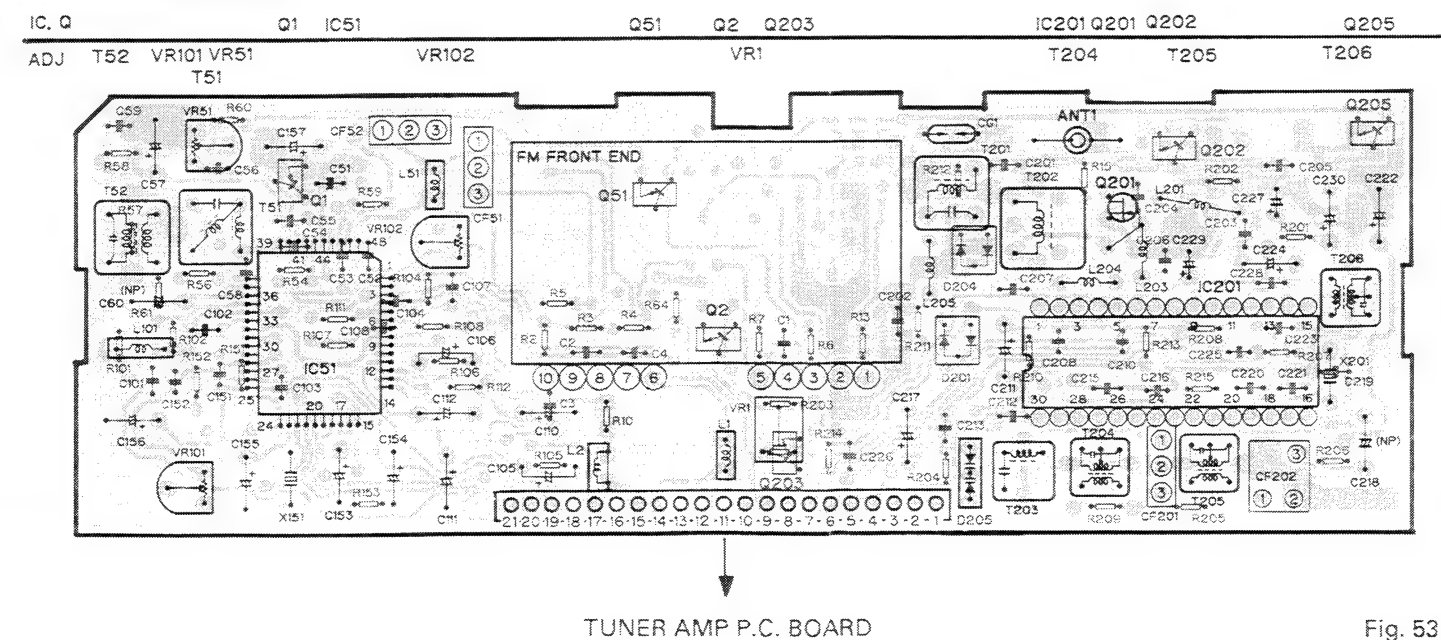 IC, Q Q1 IC51 Q51 Q2 Q203 IC201 Q201 Q202 Q205
ADJ T52 VR101 VR51 VR102 VR1 T204 T205 T206
T51
C59 VR51 R60
C157 CF52 1 2 3
CG1 ANT1 Q205
R58 C57 C56
C51 L51 1 2 3
FM FRONT END
T201 C201 R15 Q202 C205
R212 T202 R202 C230 C222
T52 R57 T51 Q1 R59 CF51
Q51
Q201 L201 C227
C204 C203
C55 C54 VR102
39 41 44 48
C206 C229 R201
C224
R56 R54 C53 C52 R104 C107
D204 C207 L204 L203 C228 T206
(NP) C58 36 3
R5 R64 C202 L205
IC201
C60 R61 C102 33 R111 C108 C104 6
R3 R4 Q2 R7 C1 R13
1 3 5 7 9 11 13 15
L101 R102 30 R107 9 R108
R2 C2 C4 R6 R211
C208 C210 R213 R208 C225 C223
R101 R152 C106
C101 C152 C151 27 IC51 12 R106
D201 C211 R210 X201 C219
25 C103 14 R112
10 9 8 7 6 5 4 3 2 1
C215 C216 R215 C220 C221
24 20 17 15 C112
C3 C110 R10 VR1 R203 C217 C212
30 28 26 24 22 20 18 16
C156 C155 C154
R214 C213
T204 1 2 3
(NP)
VR101 C105 R105 L2 C226 R204
CF202 3 1 2
R206 C218
X151 C153 R153 C111
Q203
21-20-19-18-17-16-15-14-13-12-11-10-9-8-7-6-5-4-3-2-1
D205 T203 R209 CF201 T205 R205
TUNER AMP P.C. BOARD
Fig. 53